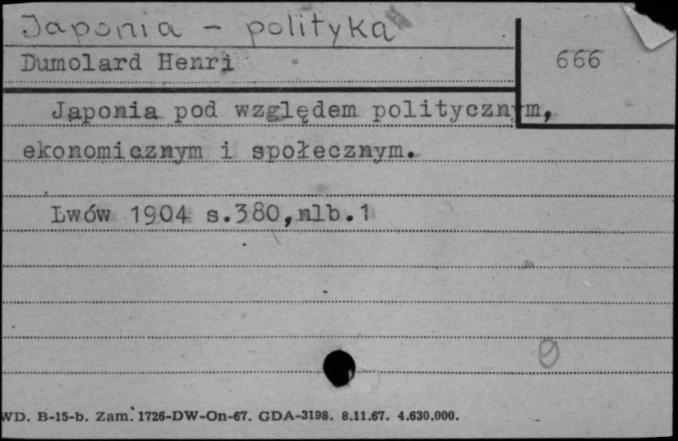 Japonia - polityka
Dumolard Henri
666
Japonia pod względem politycznym,
ekonomicznym i społecznym.
Lwów 1904 s.380,nlb.1
0
WD. B-15-b. Zam. 1726-DW-On-67. GDA-3198. 8.11.67. 4.630.000.